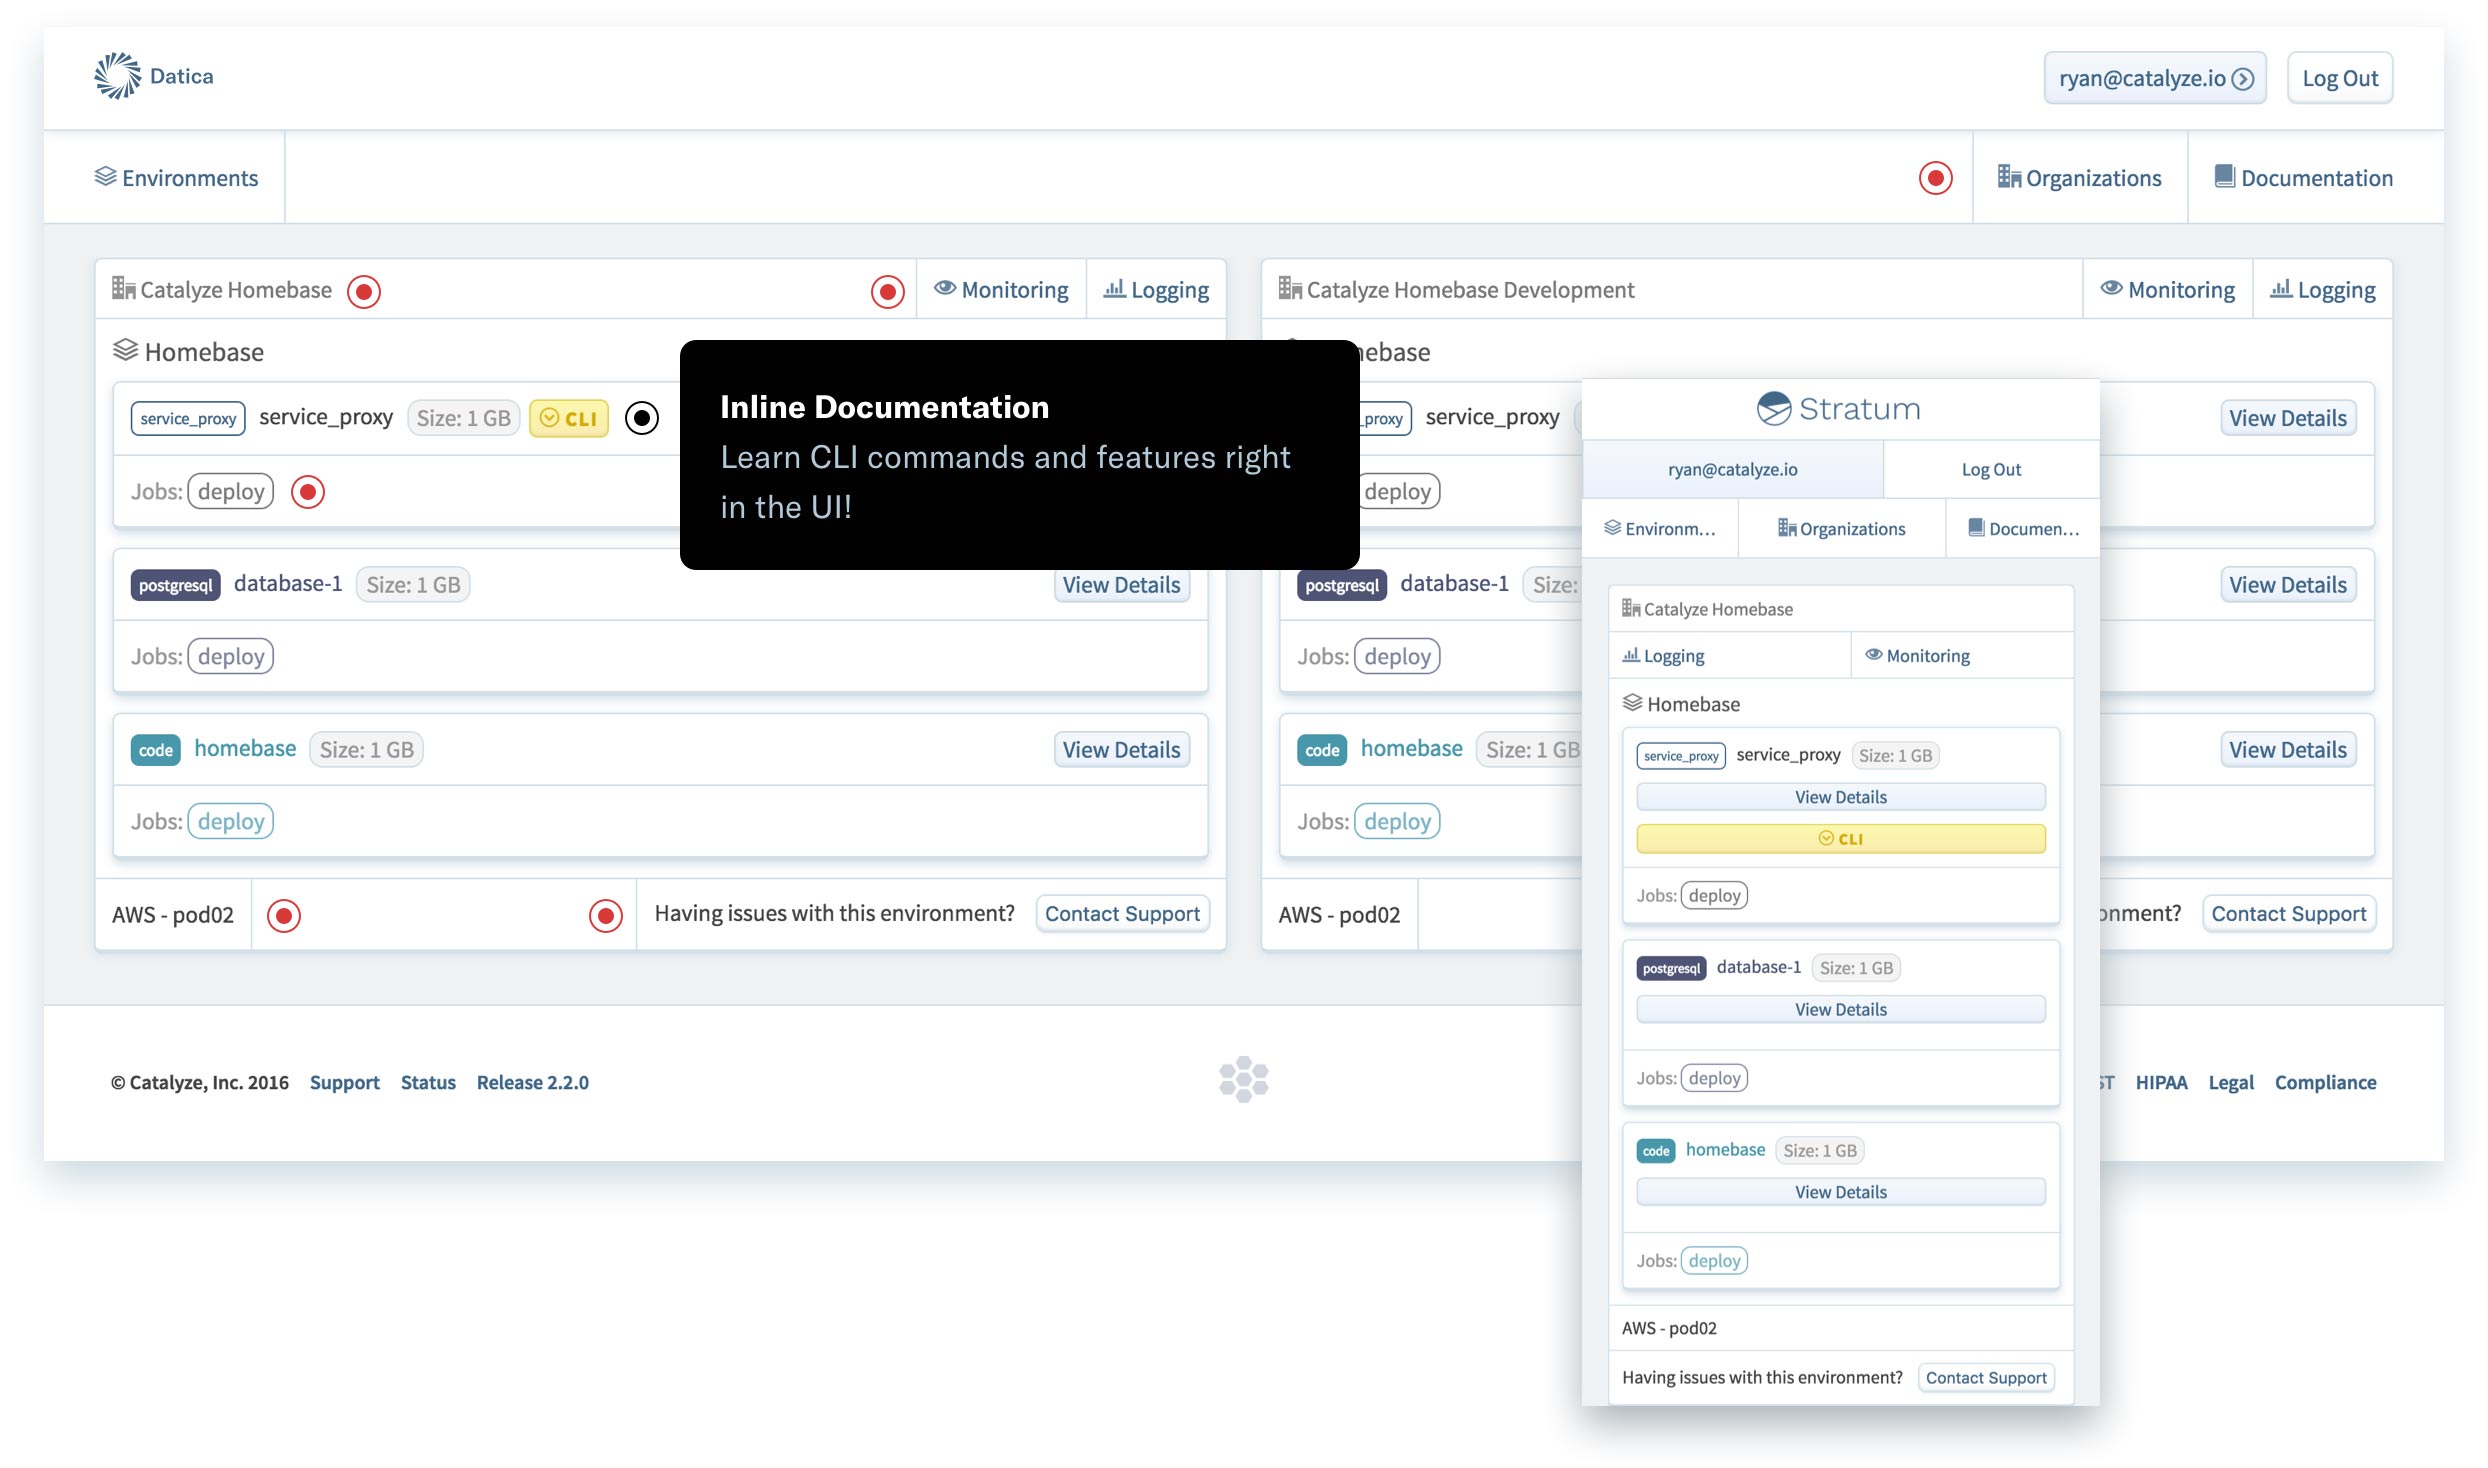 Datica
ryan@catalyze.io
Log Out
Environments
Organizations
Documentation
Catalyze Homebase
Monitoring
Logging
Homebase
service_proxy service_proxy Size: 1 GB CLI
Jobs: deploy
postgresql database-1 Size: 1 GB View Details
Jobs: deploy
code homebase Size: 1 GB View Details
Jobs: deploy
AWS - pod02
Having issues with this environment? Contact Support
Inline Documentation
Learn CLI commands and features right
in the UI!
Catalyze Homebase Development
Monitoring
Logging
ebase
_proxy service_proxy View Details
deploy
postgresql database-1 Size: View Details
Jobs: deploy
code homebase Size: 1 GB View Details
Jobs: deploy
AWS - pod02
onment? Contact Support
Stratum
ryan@catalyze.io
Log Out
Environm...
Organizations
Documen...
Catalyze Homebase
Logging
Monitoring
Homebase
service_proxy service_proxy Size: 1 GB
View Details
CLI
Jobs: deploy
postgresql database-1 Size: 1 GB
View Details
Jobs: deploy
code homebase Size: 1 GB
View Details
Jobs: deploy
AWS - pod02
Having issues with this environment? Contact Support
© Catalyze, Inc. 2016 Support Status Release 2.2.0
ST HIPAA Legal Compliance